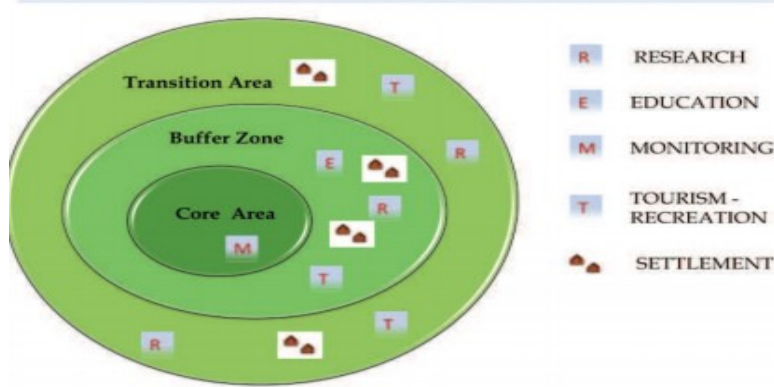 Transition Area
T
R
Buffer Zone
E
R
T
Core Area
M
R
T
R RESEARCH
E EDUCATION
M MONITORING
T TOURISM -
RECREATION
SETTLEMENT